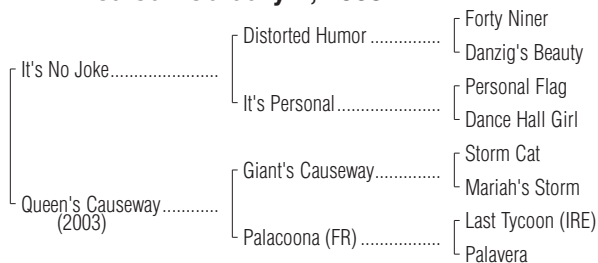 Forty Niner
Distorted Humor ..............
Danzig's Beauty
It's No Joke.......................
Personal Flag
It's Personal ......................
Dance Hall Girl
Storm Cat
Giant's Causeway..............
Mariah's Storm
Queen's Causeway ............
(2003)
Last Tycoon (IRE)
Palacoona (FR) .................
Palavera